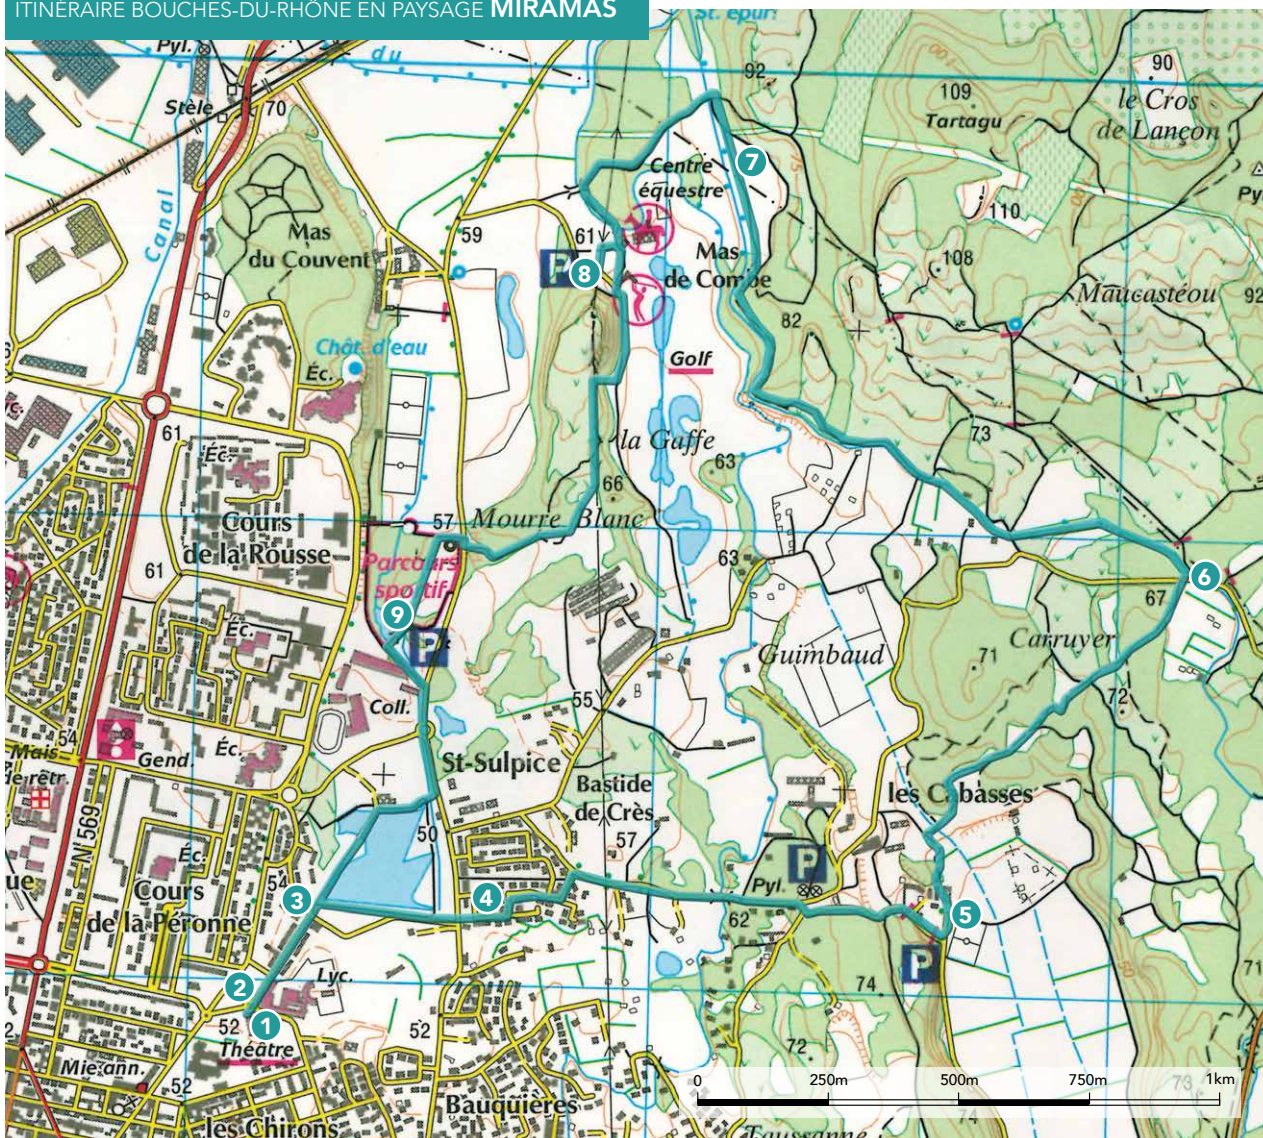 ITINÉRAIRE BOUCHES-DU-RHÔNE EN PAYSAGE MIRAMAS
St. épur.
Pyl.
du
92
90
Stèle
70
109
Tartagu
le Cros
de Lançon
Canal
Centre
équestre
7
Pyl
110
Mas
du Couvent
59
61
P
8
Mas
de Combe
108
Maucastéou
92
82
Chât. d'eau
Éc.
Golf
61
Éc.
la Gaffe
63
73
66
Cours
de la Rousse
57
Mourre Blanc
Parcours
sportif
61
63
6
67
9
P
Éc.
Carruyer
Guimbaud
71
72
Coll.
55
54
Mais.
de retr.
Gend.
Éc.
St-Sulpice
Bastide
de Crès
les Cabasses
N 569
50
57
Éc.
P
Pyl.
ue
Cours
de la Péronne
54
3
4
62
5
P
Lyc.
2
74
71
52
1
Théâtre
52
72
Mie ann.
52
0
250m
500m
750m
1km
73
Bauquières
les Chirons
74
Taussanne